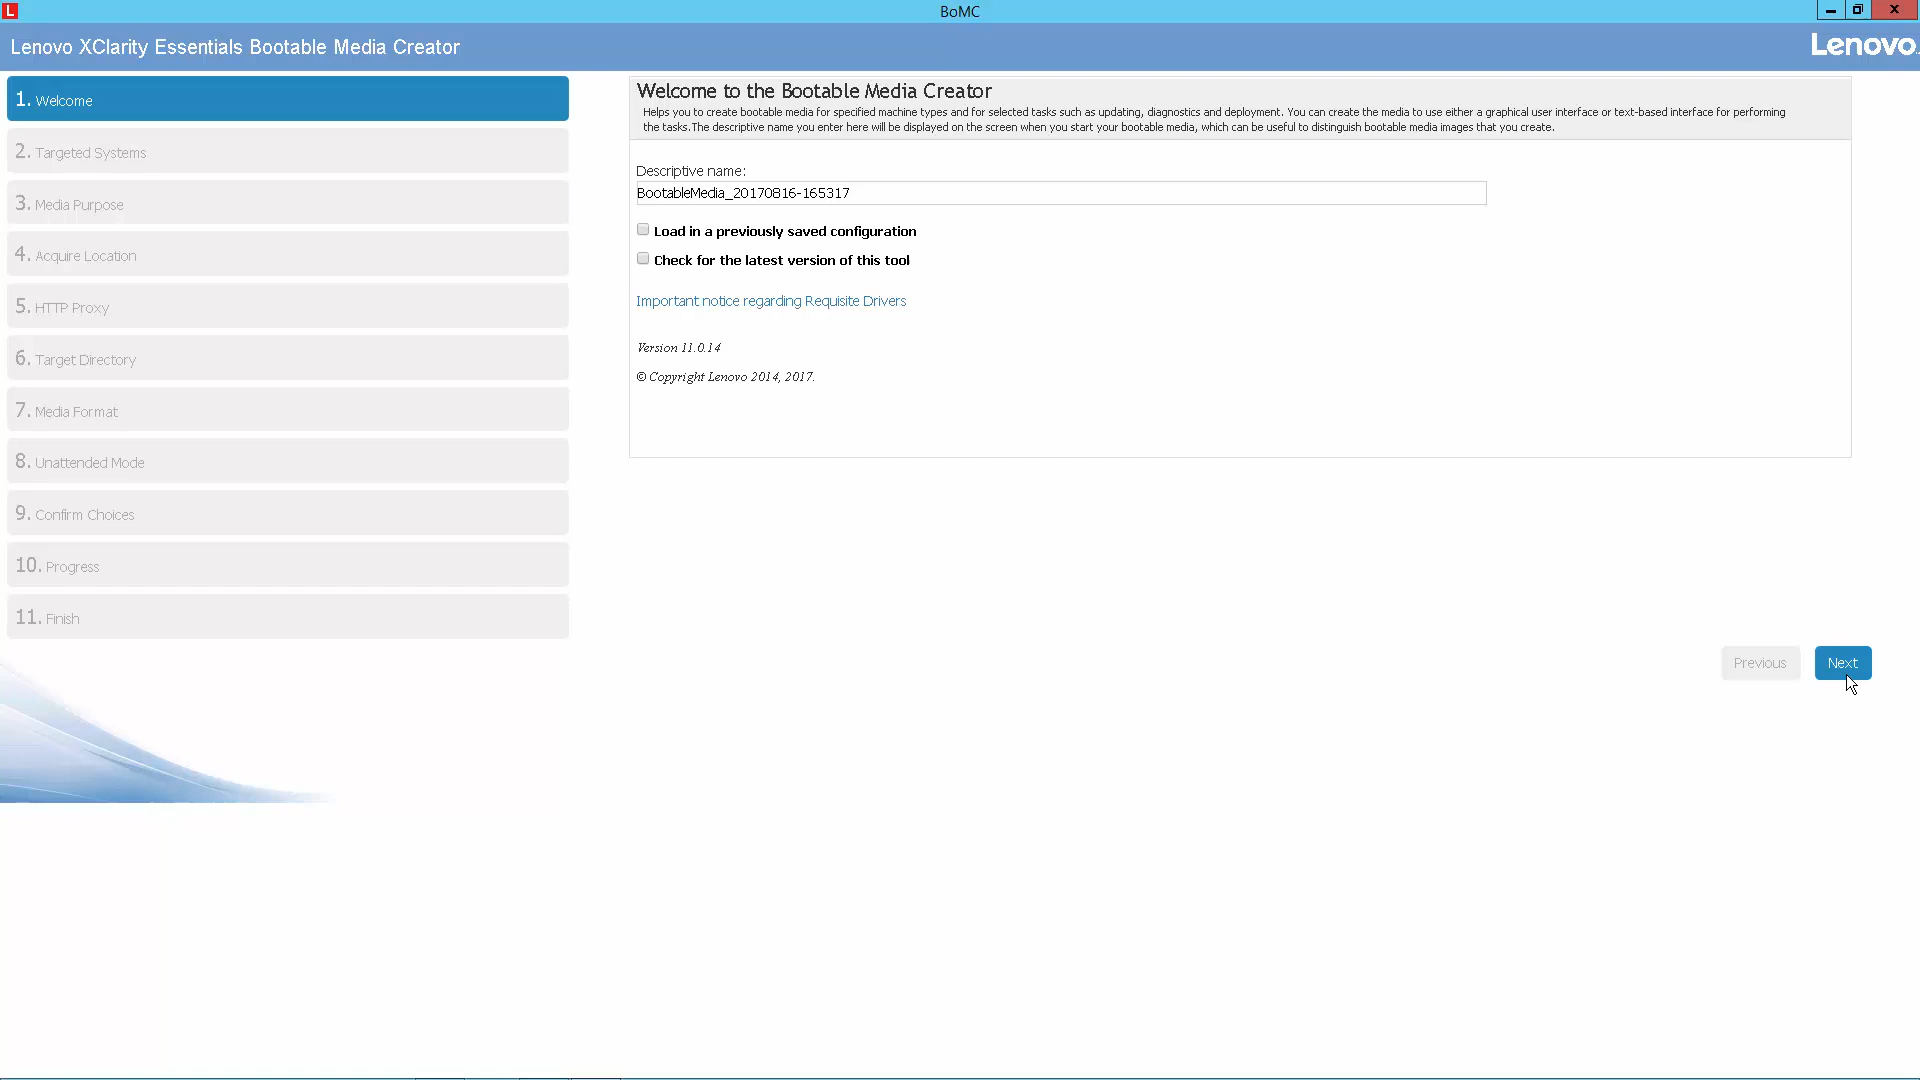 L
BoMC
Lenovo XClarity Essentials Bootable Media Creator
Lenovo
1. Welcome
2. Targeted Systems
3. Media Purpose
4. Acquire Location
5. HTTP Proxy
6. Target Directory
7. Media Format
8. Unattended Mode
9. Confirm Choices
10. Progress
11. Finish
Welcome to the Bootable Media Creator
Helps you to create bootable media for specified machine types and for selected tasks such as updating, diagnostics and deployment. You can create the media to use either a graphical user interface or text-based interface for performing
the tasks.The descriptive name you enter here will be displayed on the screen when you start your bootable media, which can be useful to distinguish bootable media images that you create.
Descriptive name:
BootableMedia_20170816-165317
Load in a previously saved configuration
Check for the latest version of this tool
Important notice regarding Requisite Drivers
Version 11.0.14
© Copyright Lenovo 2014, 2017.
Previous
Next